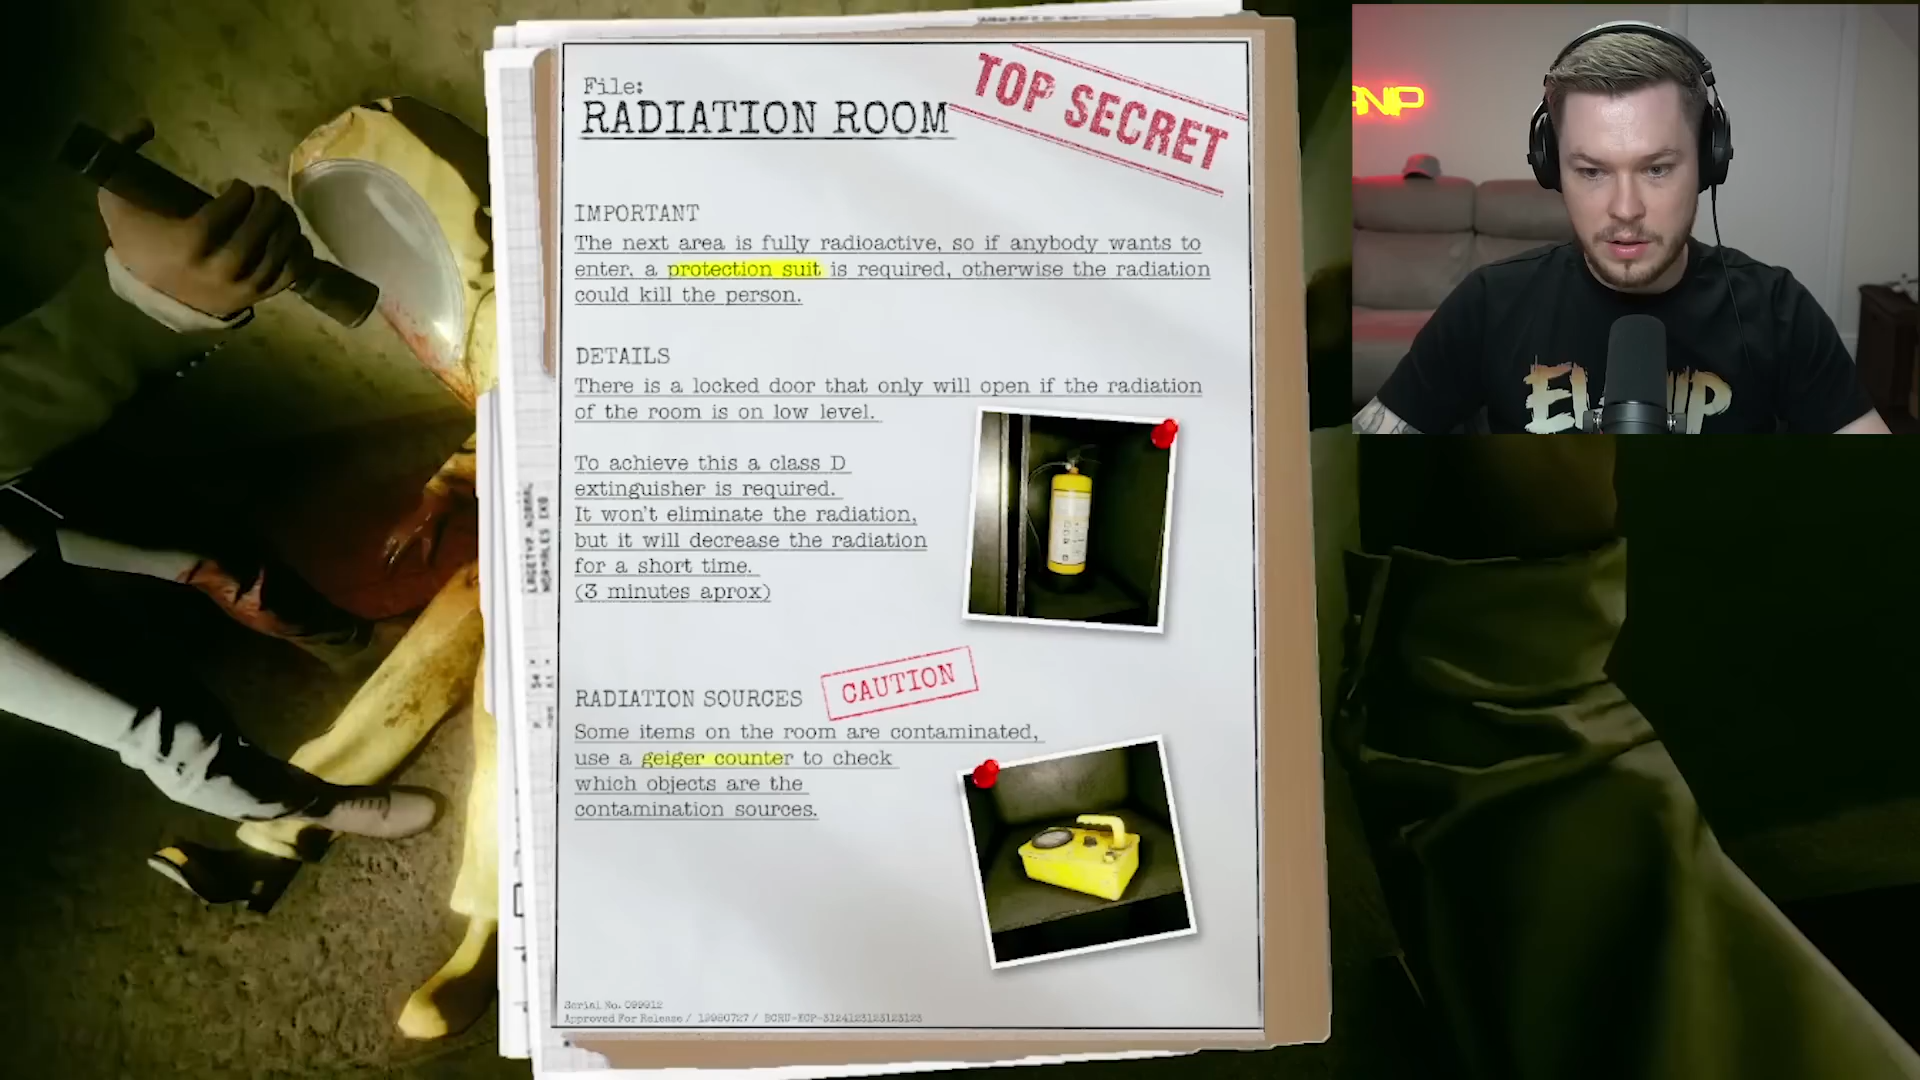 File:
RADIATION ROOM
TOP SECRET
IMPORTANT
The next area is fully radioactive, so if anybody wants to
enter, a protection suit is required, otherwise the radiation
could kill the person.
DETAILS
There is a locked door that only will open if the radiation
of the room is on low level.
To achieve this a class D
extinguisher is required.
It won't eliminate the radiation,
but it will decrease the radiation
for a short time.
(3 minutes aprox)
RADIATION SOURCES
CAUTION
Some items on the room are contaminated,
use a geiger counter to check
which objects are the
contamination sources.
Serial No. 099912
Approved For Release / 19980727 /